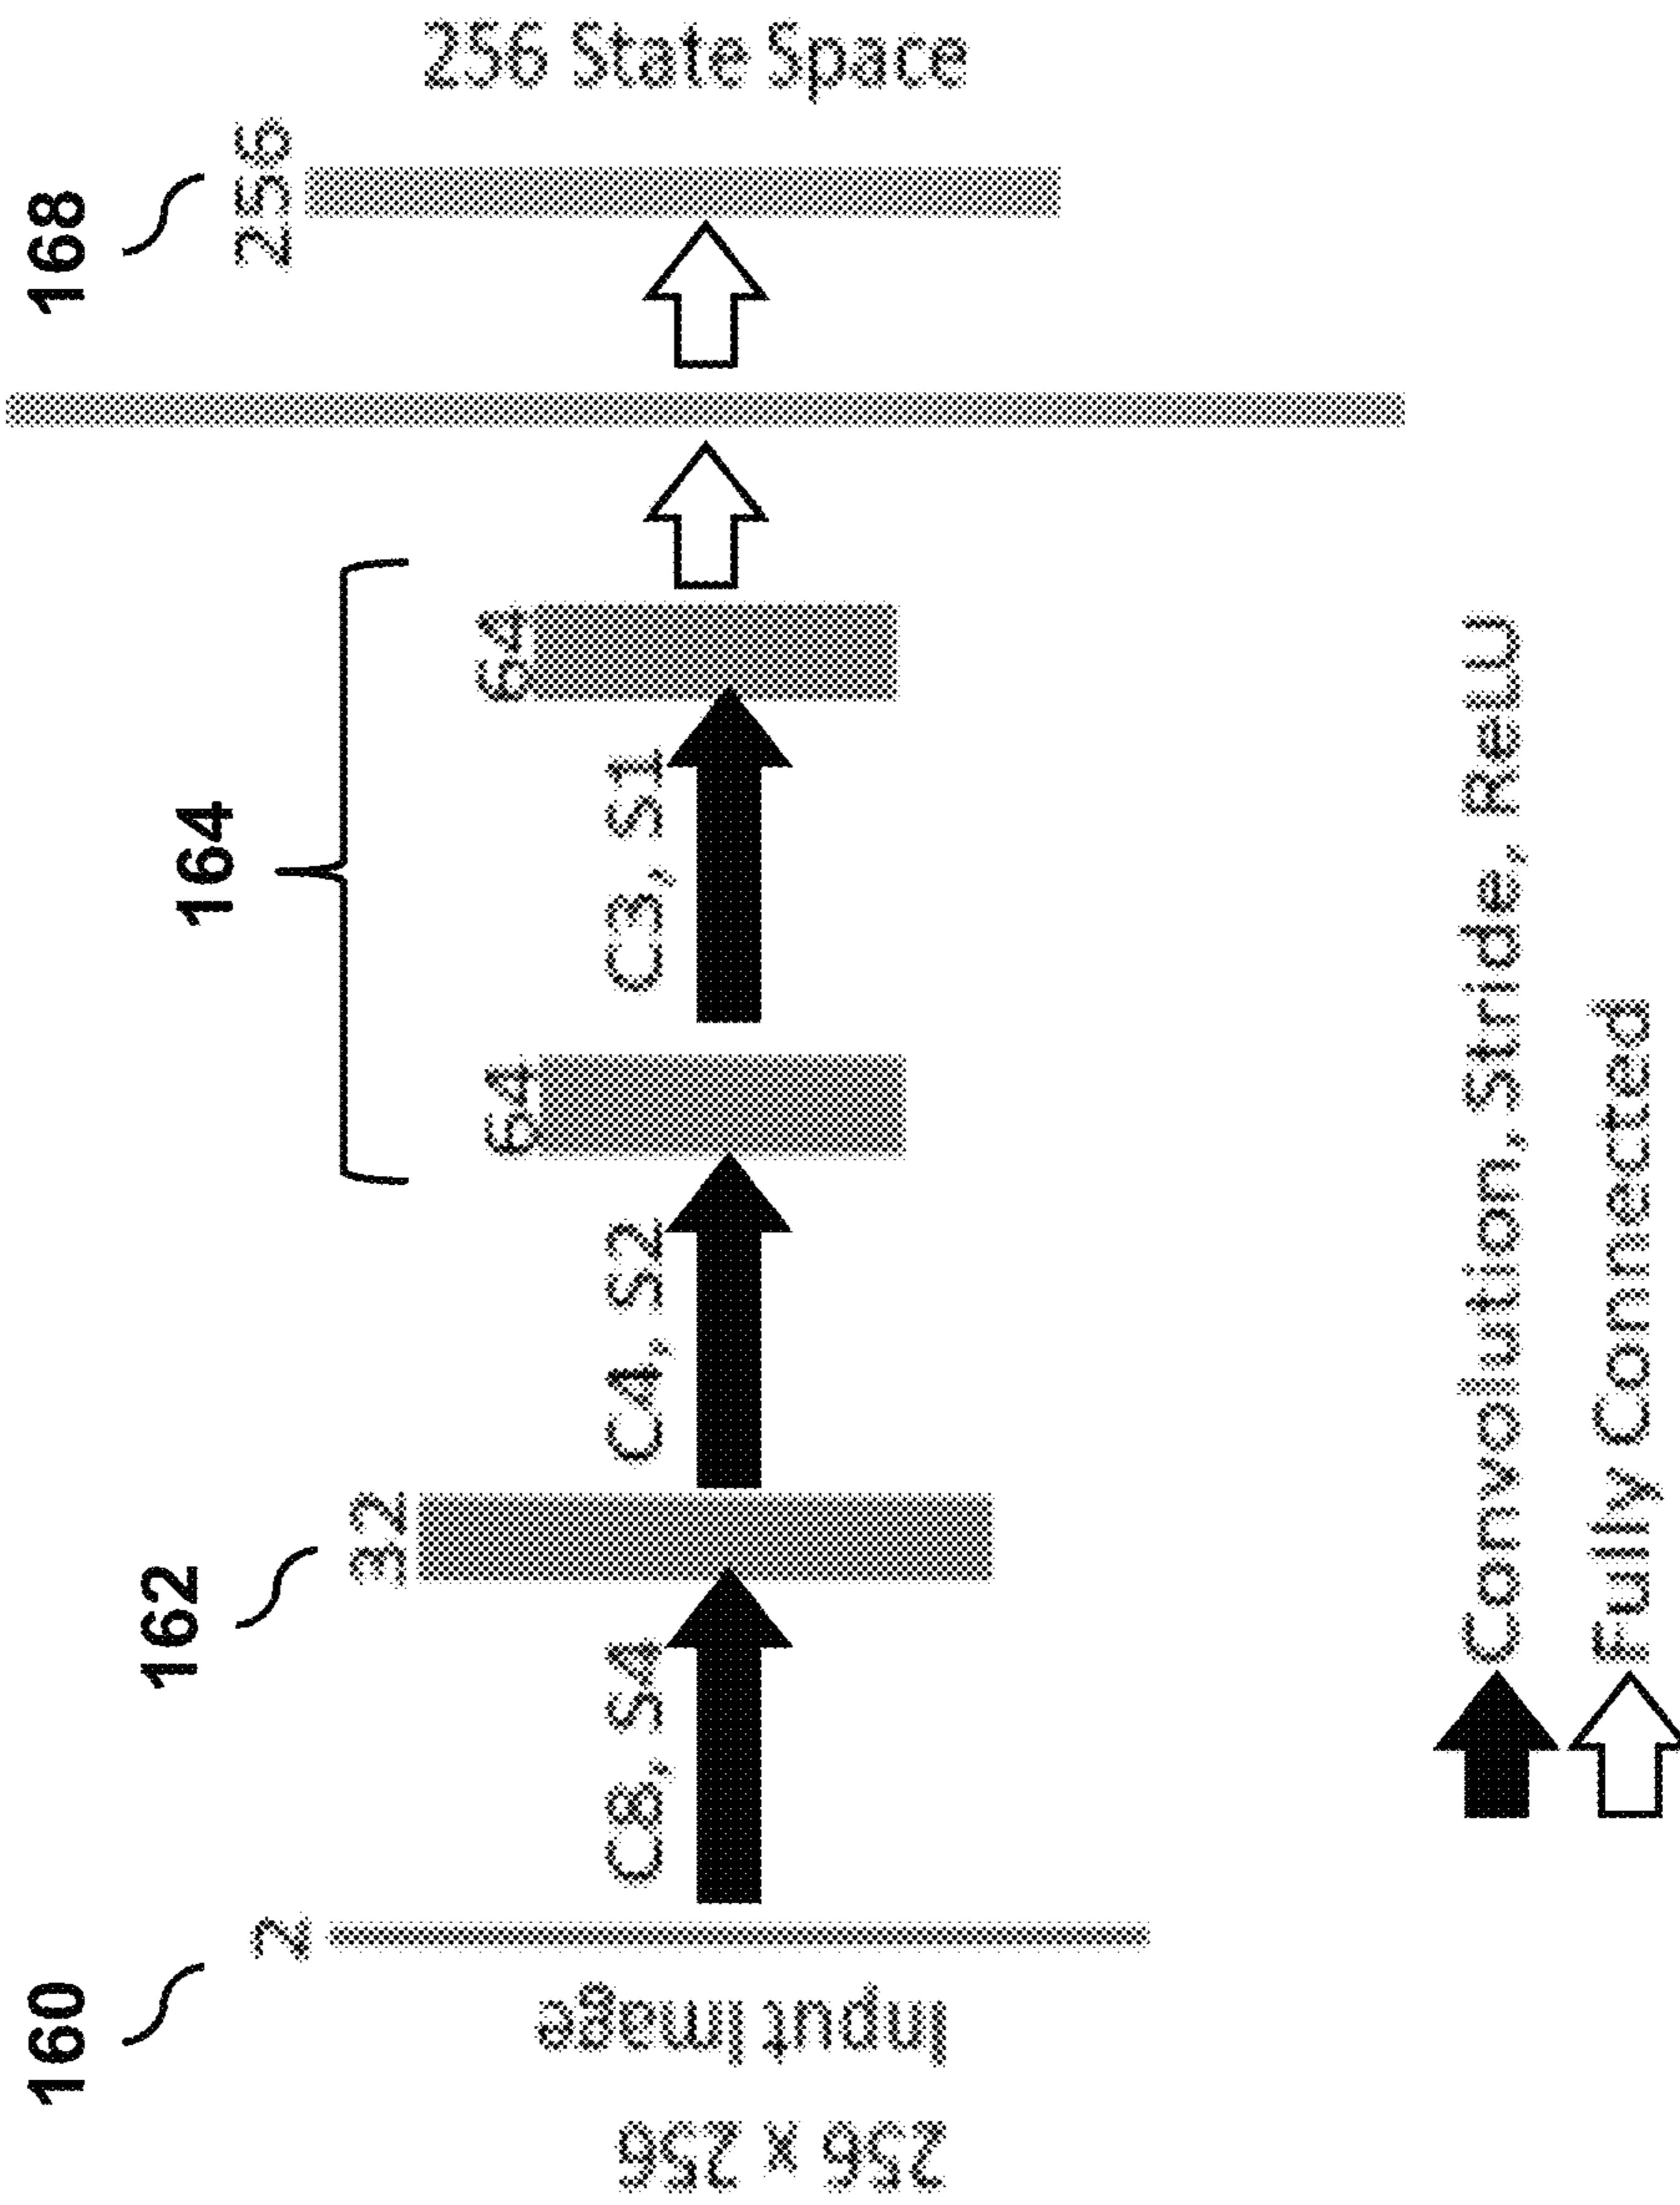 160
162
164
168
256 x 256
Input Image
2
C8, S4
32
C4, S2
64
C3, S1
64
256
256 State Space
Convolution, Stride, ReLU
Fully Connected